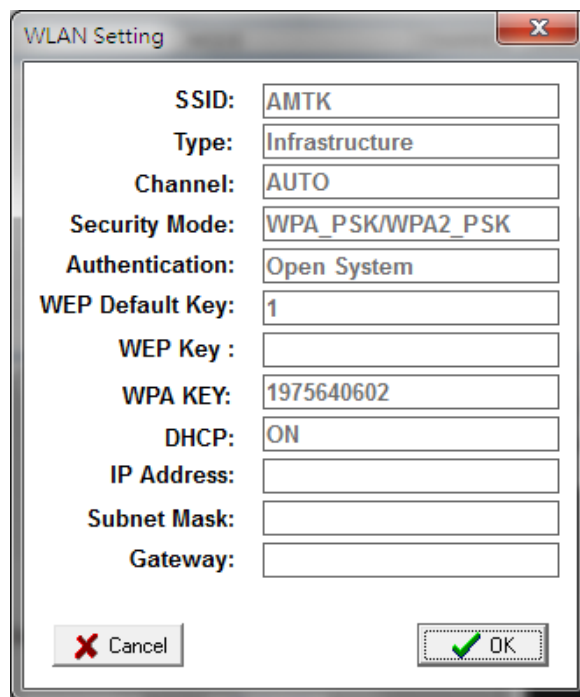 WLAN Setting
SSID: AMTK
Type: Infrastructure
Channel: AUTO
Security Mode: WPA_PSK/WPA2_PSK
Authentication: Open System
WEP Default Key: 1
WEP Key :
WPA KEY: 1975640602
DHCP: ON
IP Address:
Subnet Mask:
Gateway:
Cancel OK